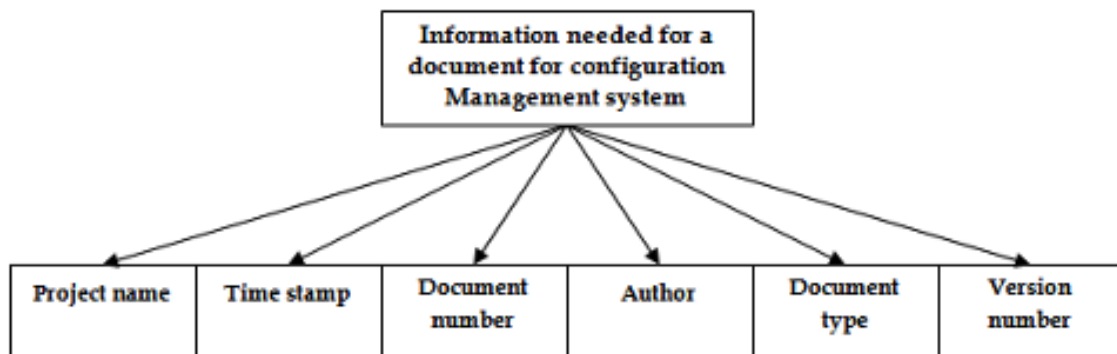 Information needed for a
document for configuration
Management system
Project name
Time stamp
Document
number
Author
Document
type
Version
number